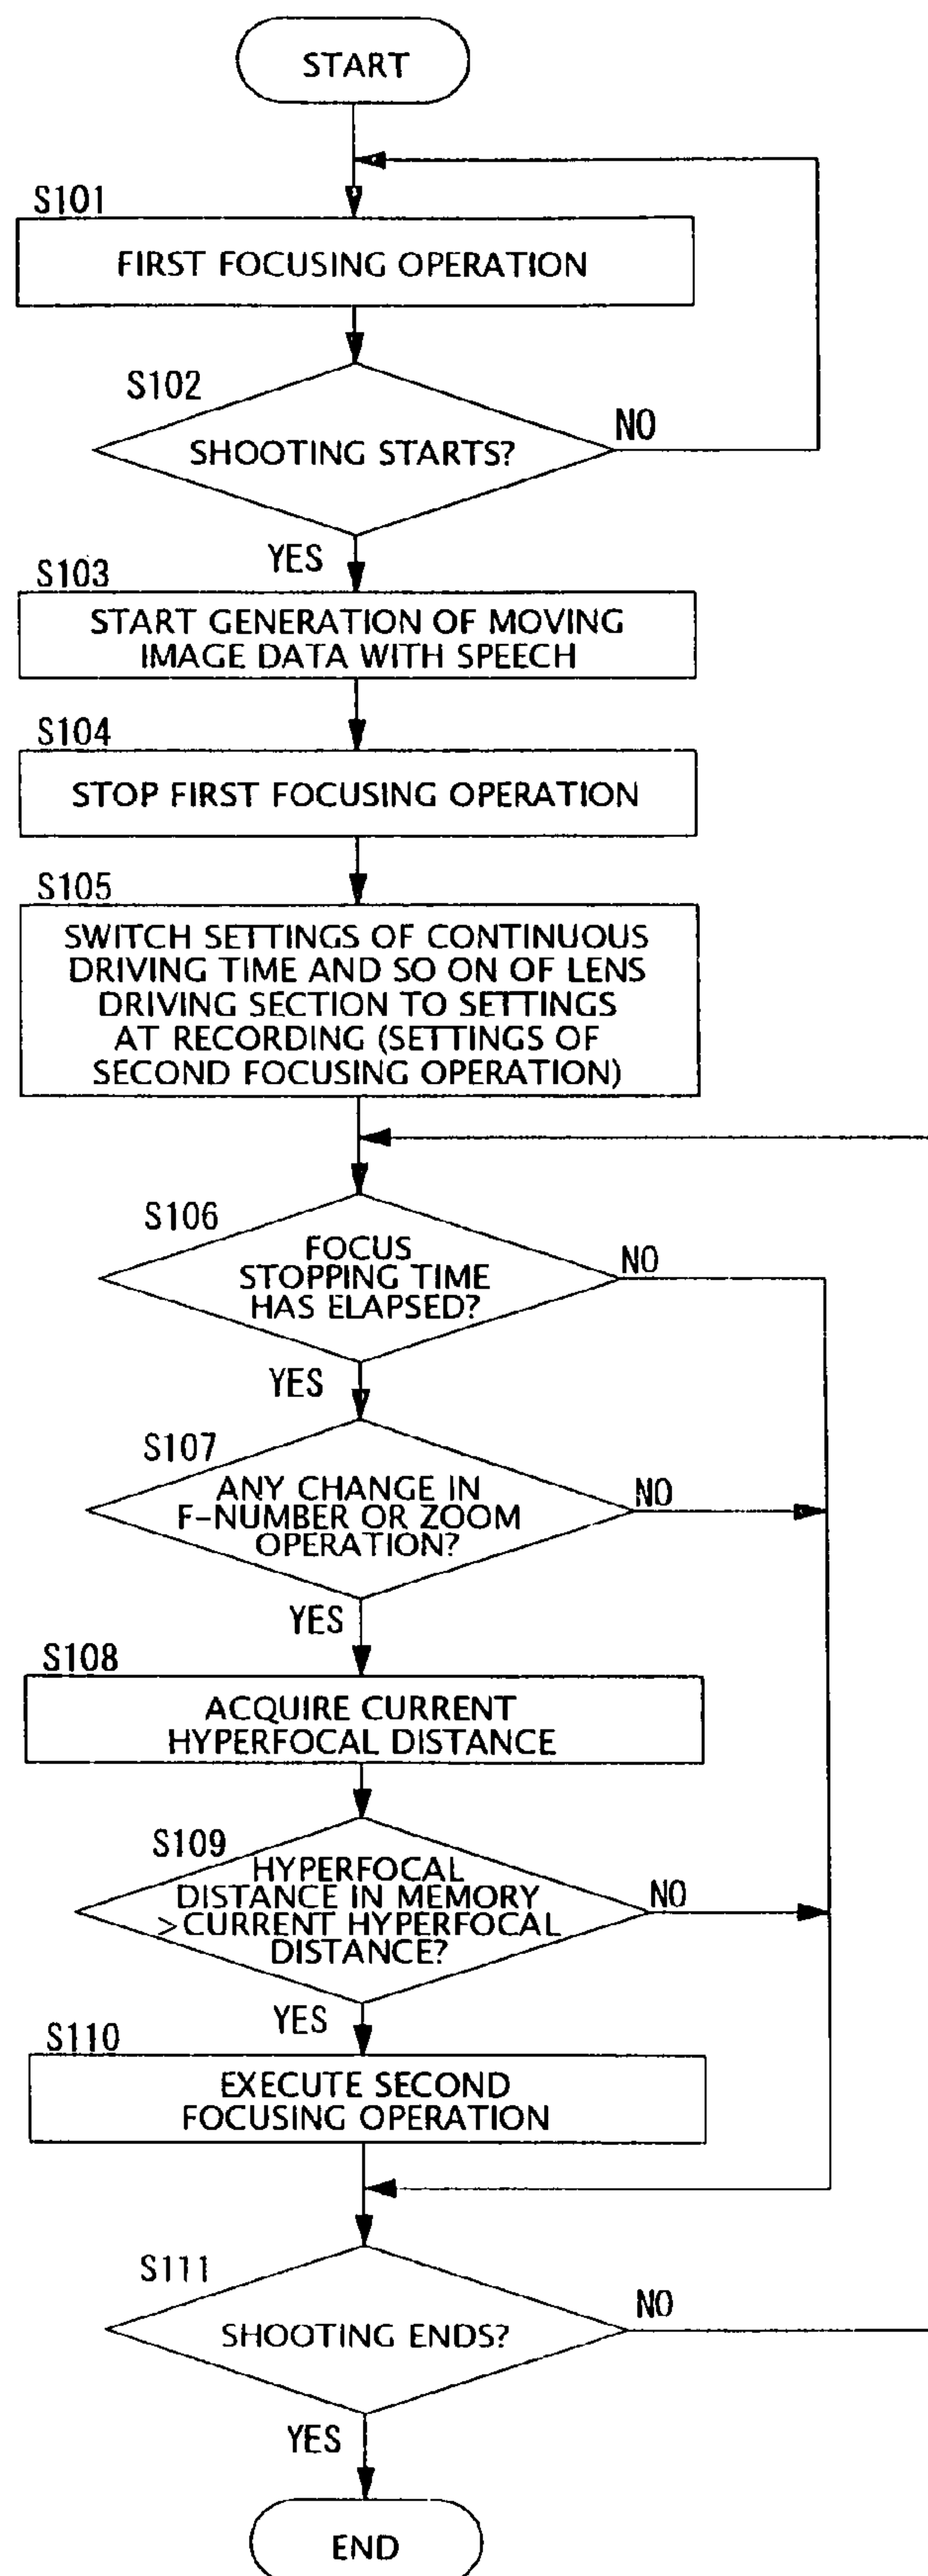 START
S101
FIRST FOCUSING OPERATION
S102
SHOOTING STARTS?
NO
YES
S103
START GENERATION OF MOVING
IMAGE DATA WITH SPEECH
S104
STOP FIRST FOCUSING OPERATION
S105
SWITCH SETTINGS OF CONTINUOUS
DRIVING TIME AND SO ON OF LENS
DRIVING SECTION TO SETTINGS
AT RECORDING (SETTINGS OF
SECOND FOCUSING OPERATION)
S106
FOCUS
STOPPING TIME
HAS ELAPSED?
NO
YES
S107
ANY CHANGE IN
F-NUMBER OR ZOOM
OPERATION?
NO
YES
S108
ACQUIRE CURRENT
HYPERFOCAL DISTANCE
S109
HYPERFOCAL
DISTANCE IN MEMORY
>CURRENT HYPERFOCAL
DISTANCE?
NO
YES
S110
EXECUTE SECOND
FOCUSING OPERATION
S111
SHOOTING ENDS?
NO
YES
END